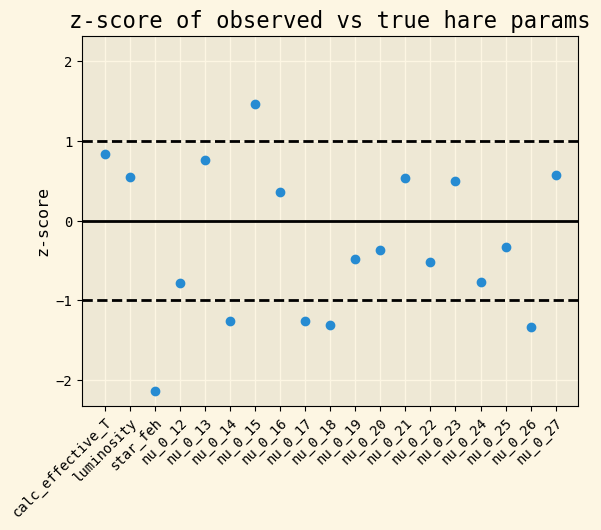 z-score of observed vs true hare params
z-score
2
1
0
−1
−2
calc_effective_T
luminosity
star_feh
nu_0_12
nu_0_13
nu_0_14
nu_0_15
nu_0_16
nu_0_17
nu_0_18
nu_0_19
nu_0_20
nu_0_21
nu_0_22
nu_0_23
nu_0_24
nu_0_25
nu_0_26
nu_0_27